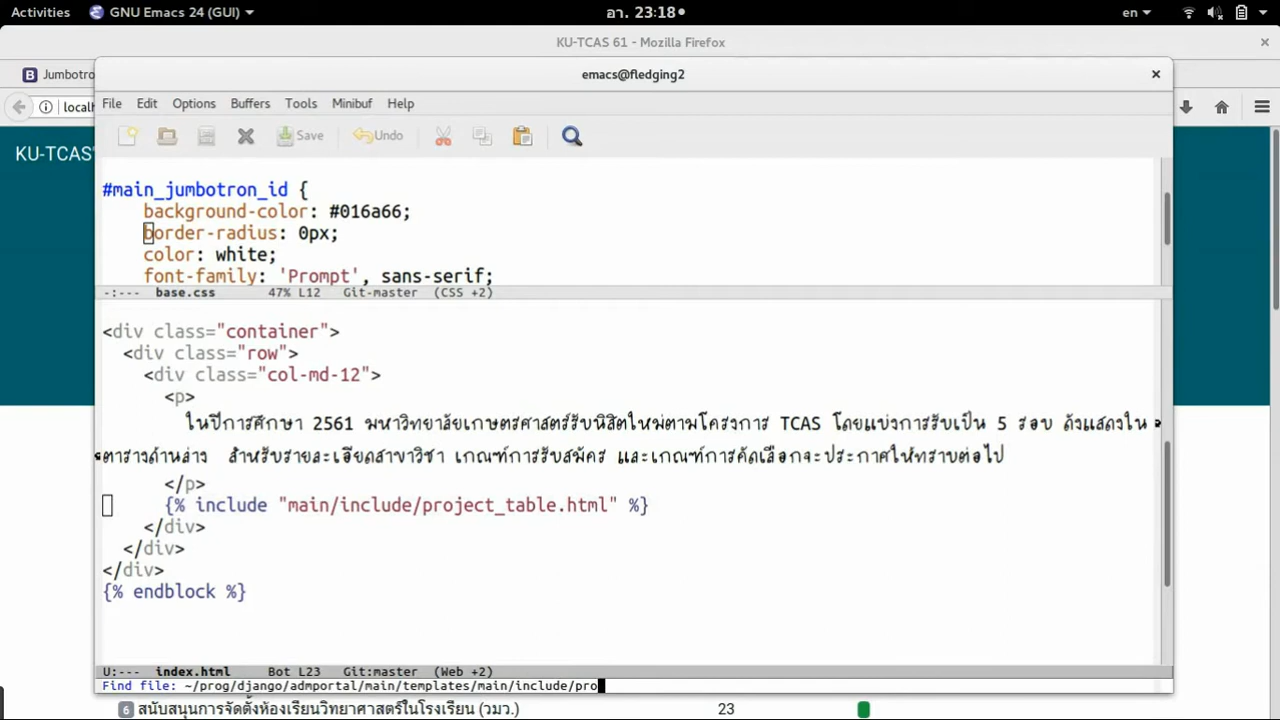 Activities GNU Emacs 24 (GUI) อา. 23:18 en
KU-TCAS 61 - Mozilla Firefox
Jumbotro
emacs@fledging2
localh
File Edit Options Buffers Tools Minibuf Help
Save Undo
KU-TCAS
#main_jumbotron_id {
background-color: #016a66;
border-radius: 0px;
color: white;
font-family: 'Prompt', sans-serif;
-:--- base.css 47% L12 Git-master (CSS +2)
<div class="container">
<div class="row">
<div class="col-md-12">
<p>
ในปีการศึกษา 2561 มหาวิทยาลัยเกษตรศาสตร์รับนิสิตใหม่ตามโครงการ TCAS โดยแบ่งการรับเป็น 5 รอบ ดังแสดงใน
ตารางด้านล่าง สำหรับรายละเอียดสาขาวิชา เกณฑ์การรับสมัคร และเกณฑ์การคัดเลือกจะประกาศให้ทราบต่อไป
</p>
{% include "main/include/project_table.html" %}
</div>
</div>
</div>
{% endblock %}
U:--- index.html Bot L23 Git:master (Web +2)
Find file: ~/prog/django/admportal/main/templates/main/include/pro
6 สนับสนุนการจัดตั้งห้องเรียนวิทยาศาสตร์ในโรงเรียน (วมว.) 23